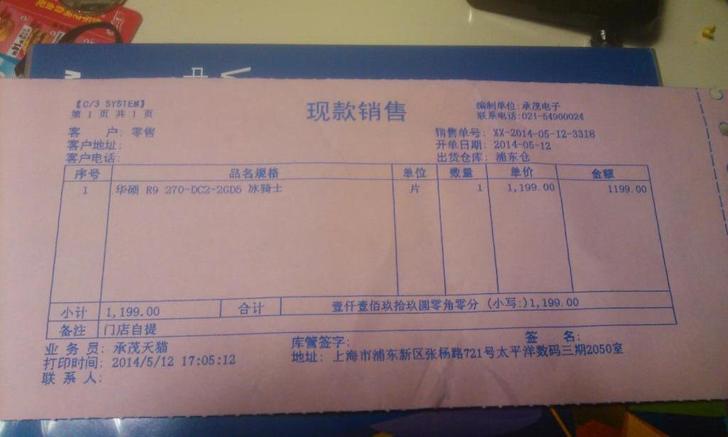 【C/3 SYSTEM】
第 1 页 共 1 页
现款销售
编制单位: 承茂电子
联系电话:021-54900024
客 户: 零售
客户地址:
客户电话:
销售单号: XX-2014-05-12-3318
开单日期: 2014-05-12
出货仓库: 浦东仓
序号 品名规格 单位 数量 单价 金额
1 华硕 R9 270-DC2-2GD5 冰骑士 片 1 1,199.00 1199.00
小计 1,199.00 合计 壹仟壹佰玖拾玖圆零角零分 (小写:)1,199.00
备注 门店自提
业 务 员: 承茂天猫 库管签字: 签 名:
打印时间: 2014/5/12 17:05:12 地址: 上海市浦东新区张杨路721号太平洋数码三期2050室
联 系 人: